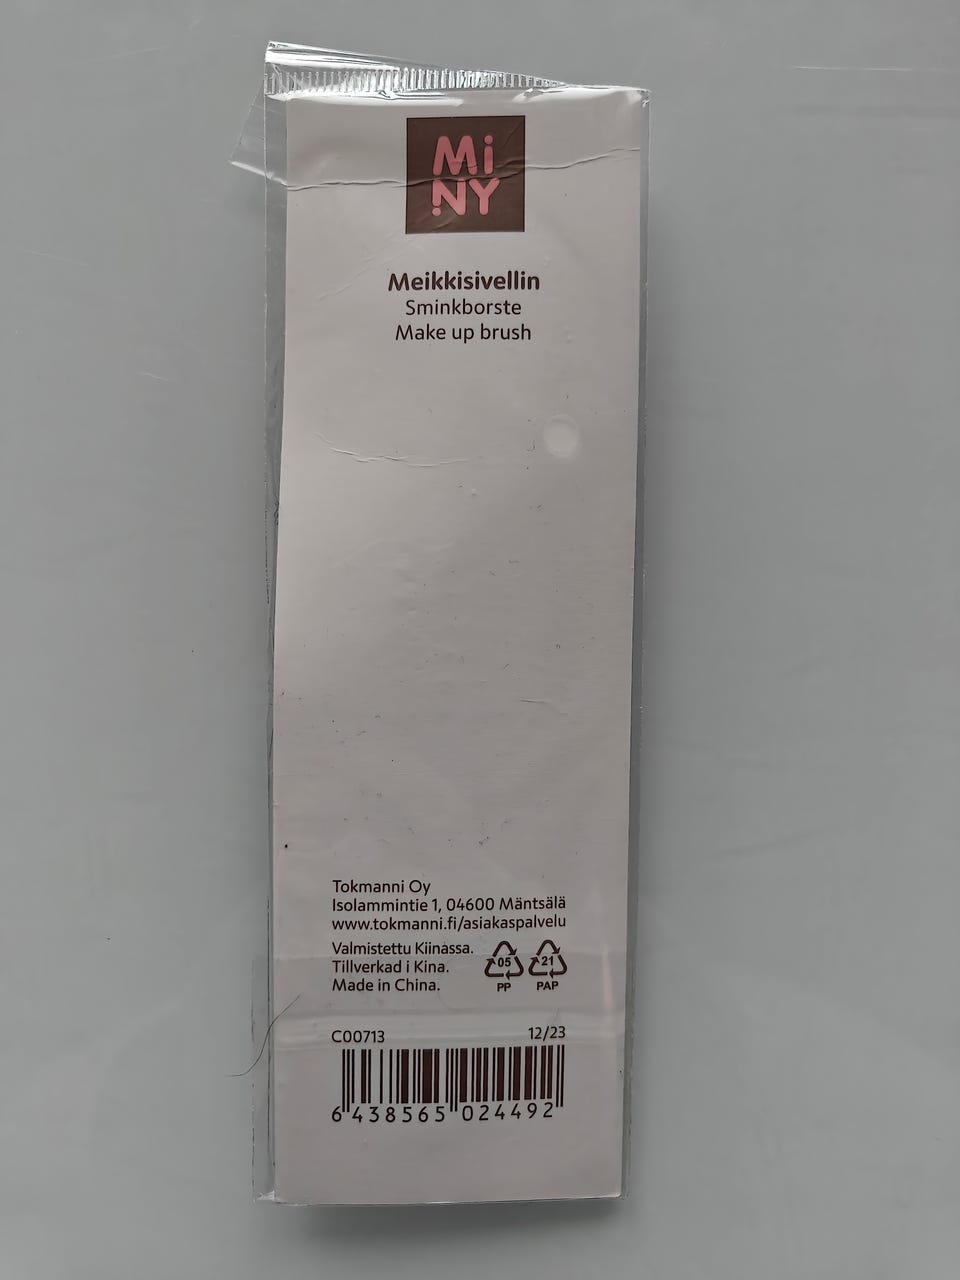 Mi
NY
Meikkisivellin
Sminkborste
Make up brush
Tokmanni Oy
Isolammintie 1, 04600 Mäntsälä
www.tokmanni.fi/asiakaspalvelu
Valmistettu Kiinassa.
Tillverkad i Kina.
Made in China.
05 21
PP PAP
C00713 12/23
6 438565 024492